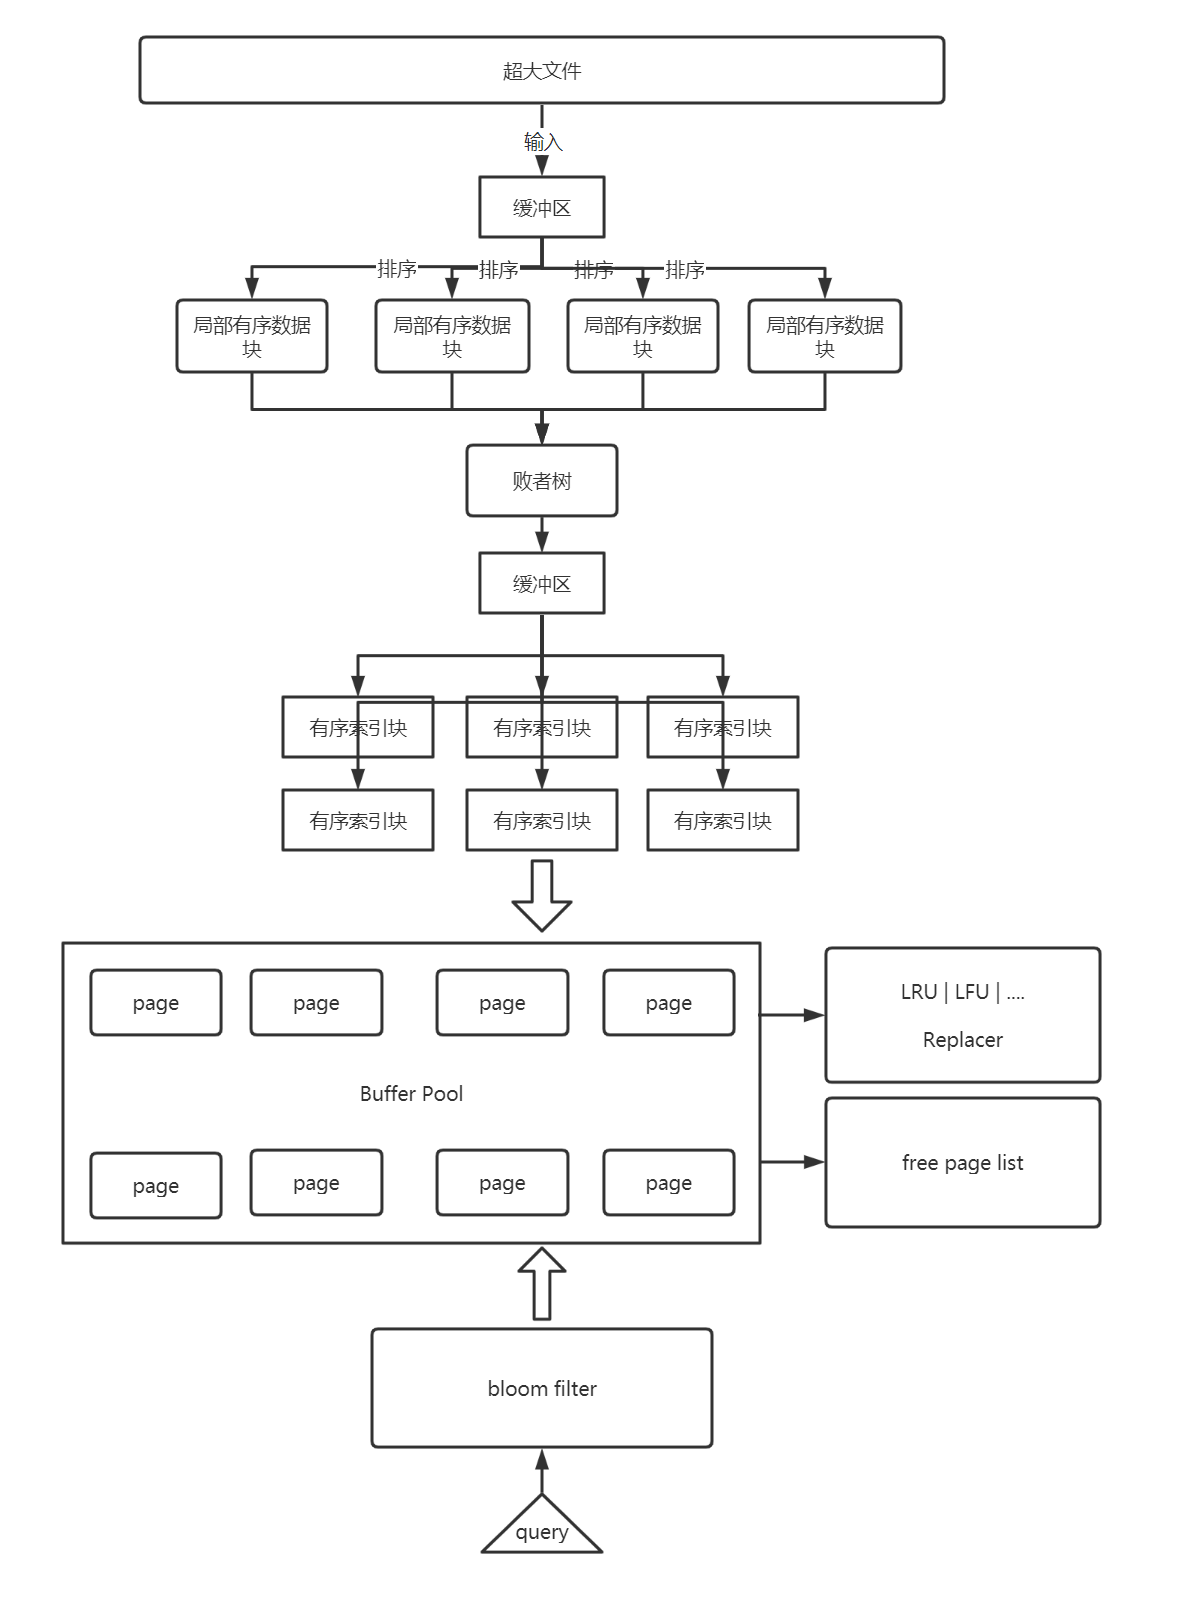 超大文件
输入
缓冲区
排序 排序 排序 排序
局部有序数据
块
局部有序数据
块
局部有序数据
块
局部有序数据
块
败者树
缓冲区
有序索引块 有序索引块 有序索引块
有序索引块 有序索引块 有序索引块
page page page page
LRU | LFU | ....
Replacer
Buffer Pool
page page page page
free page list
bloom filter
query